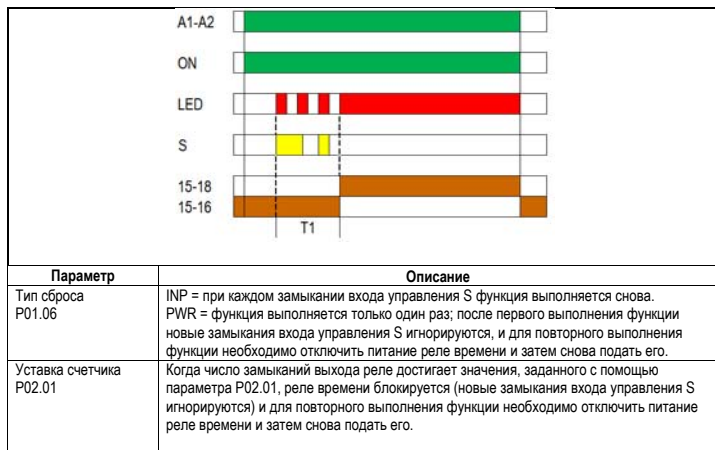 A1-A2
ON
LED
S
15-18
15-16
T1
Параметр Описание
Тип сброса
P01.06
INP = при каждом замыкании входа управления S функция выполняется снова.
PWR = функция выполняется только один раз; после первого выполнения функции
новые замыкания входа управления S игнорируются, и для повторного выполнения
функции необходимо отключить питание реле времени и затем снова подать его.
Уставка счетчика
P02.01
Когда число замыканий выхода реле достигает значения, заданного с помощью
параметра P02.01, реле времени блокируется (новые замыкания входа управления S
игнорируются) и для повторного выполнения функции необходимо отключить питание
реле времени и затем снова подать его.